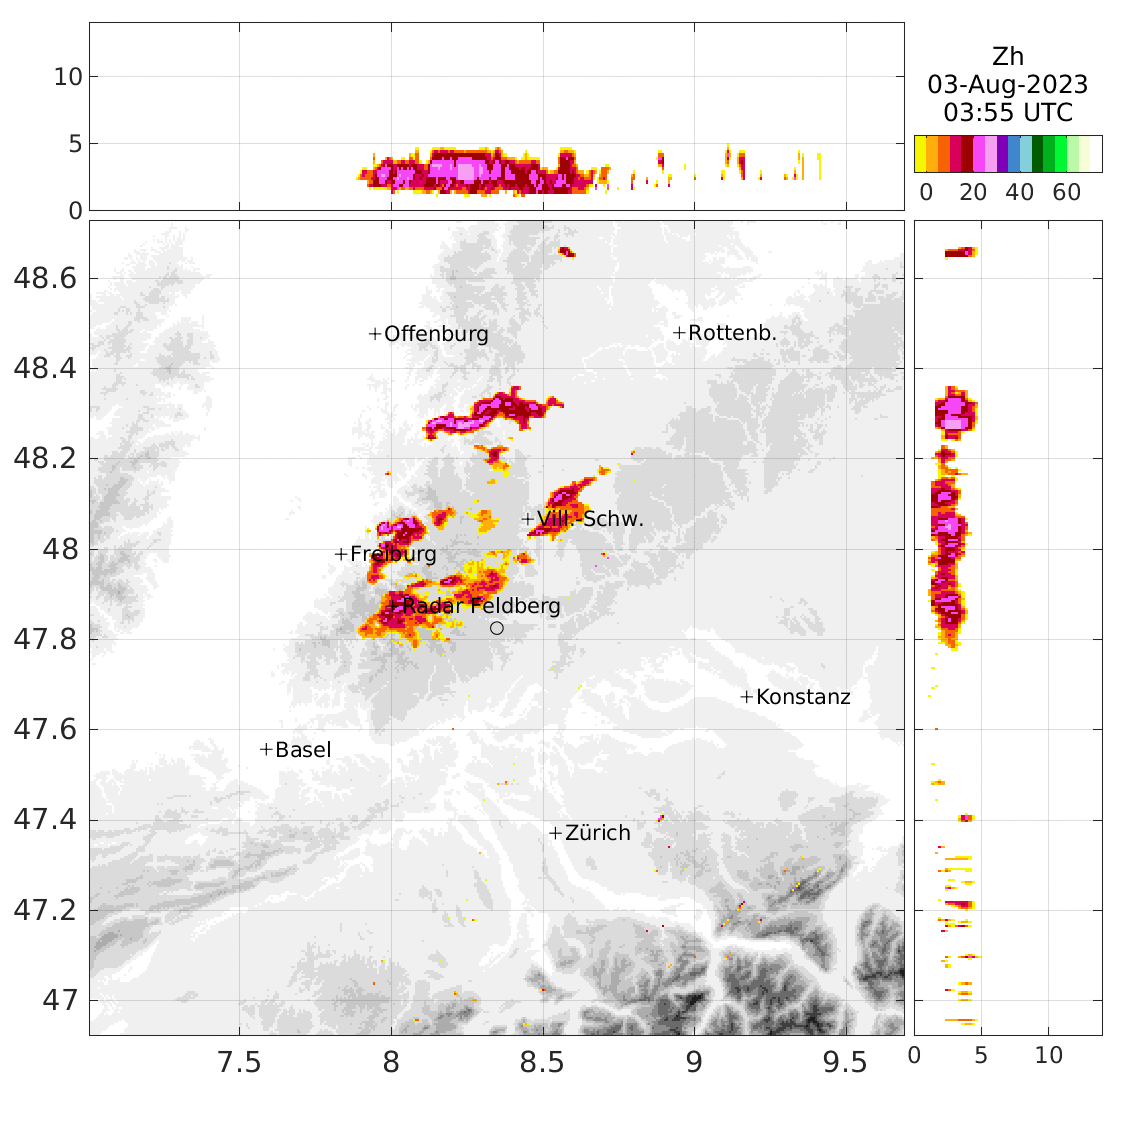 10
5
0
Zh
03-Aug-2023
03:55 UTC
0 20 40 60
48.6
48.4
48.2
48
47.8
47.6
47.4
47.2
47
+Offenburg
+Rottenb.
+Vill.-Schw.
+Freiburg
+Radar Feldberg
+Konstanz
+Basel
+Zürich
7.5 8 8.5 9 9.5
0 5 10